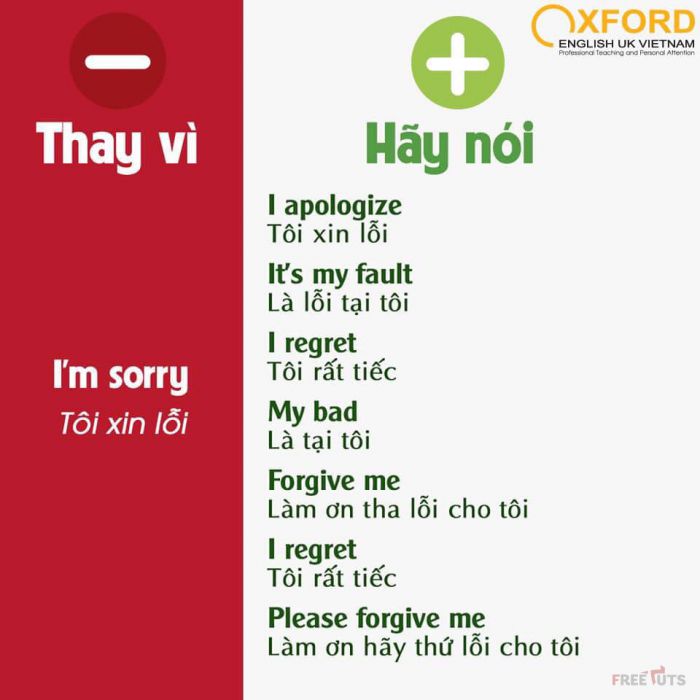 OXFORD
ENGLISH UK VIETNAM
Professional Teaching and Personal Attention
Thay vì
Hãy nói
I'm sorry
Tôi xin lỗi
I apologize
Tôi xin lỗi
It's my fault
Là lỗi tại tôi
I regret
Tôi rất tiếc
My bad
Là tại tôi
Forgive me
Làm ơn tha lỗi cho tôi
I regret
Tôi rất tiếc
Please forgive me
Làm ơn hãy thứ lỗi cho tôi
FREETUTS